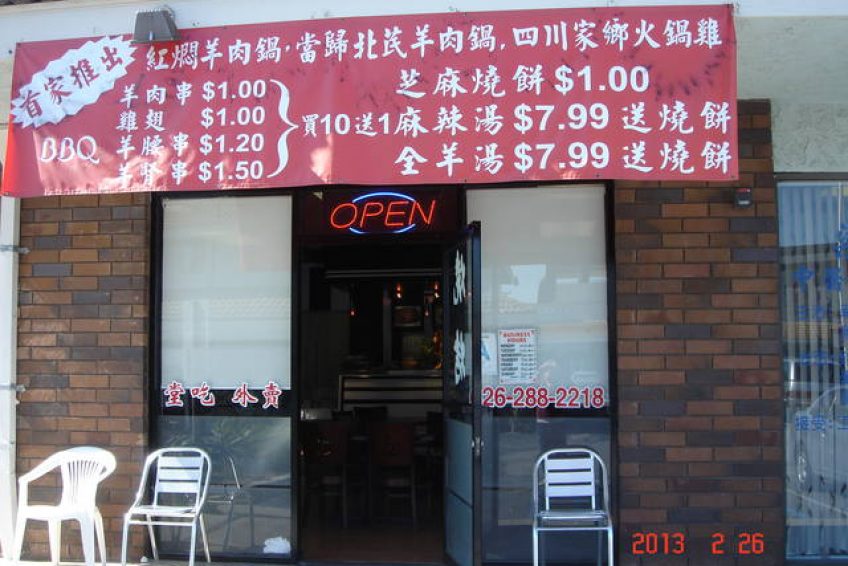 首家推出
紅燜羊肉鍋,當歸北芪羊肉鍋,四川家鄉火鍋雞
BBQ
羊肉串 $1.00
雞翅 $1.00
羊腰串 $1.20
$1.50
買10送1
芝麻燒餅 $1.00
麻辣湯 $7.99 送燒餅
全羊湯 $7.99 送燒餅
OPEN
堂吃 外賣
26-288-2218
BUSINESS
HOURS
2013 2 26